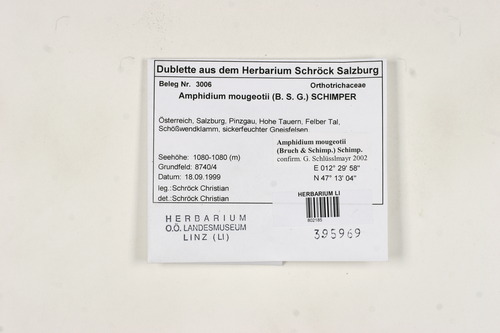 Dublette aus dem Herbarium Schröck Salzburg
Beleg Nr. 3006 Orthotrichaceae
Amphidium mougeotii (B. S. G.) SCHIMPER
Österreich, Salzburg, Pinzgau, Hohe Tauern, Felber Tal,
Schößwendklamm, sickerfeuchter Gneisfelsen
Amphidium mougeotii
(Bruch & Schimp.) Schimp.
confirm. G. Schlüsslmayr 2002
Seehöhe: 1080-1080 (m)
Grundfeld: 8740/4
Datum: 18.09.1999
E 012° 29' 58"
N 47° 13' 04"
leg.: Schröck Christian
det.: Schröck Christian
HERBARIUM LI
HERBARIUM
O.Ö. LANDESMUSEUM
LINZ (LI)
395969